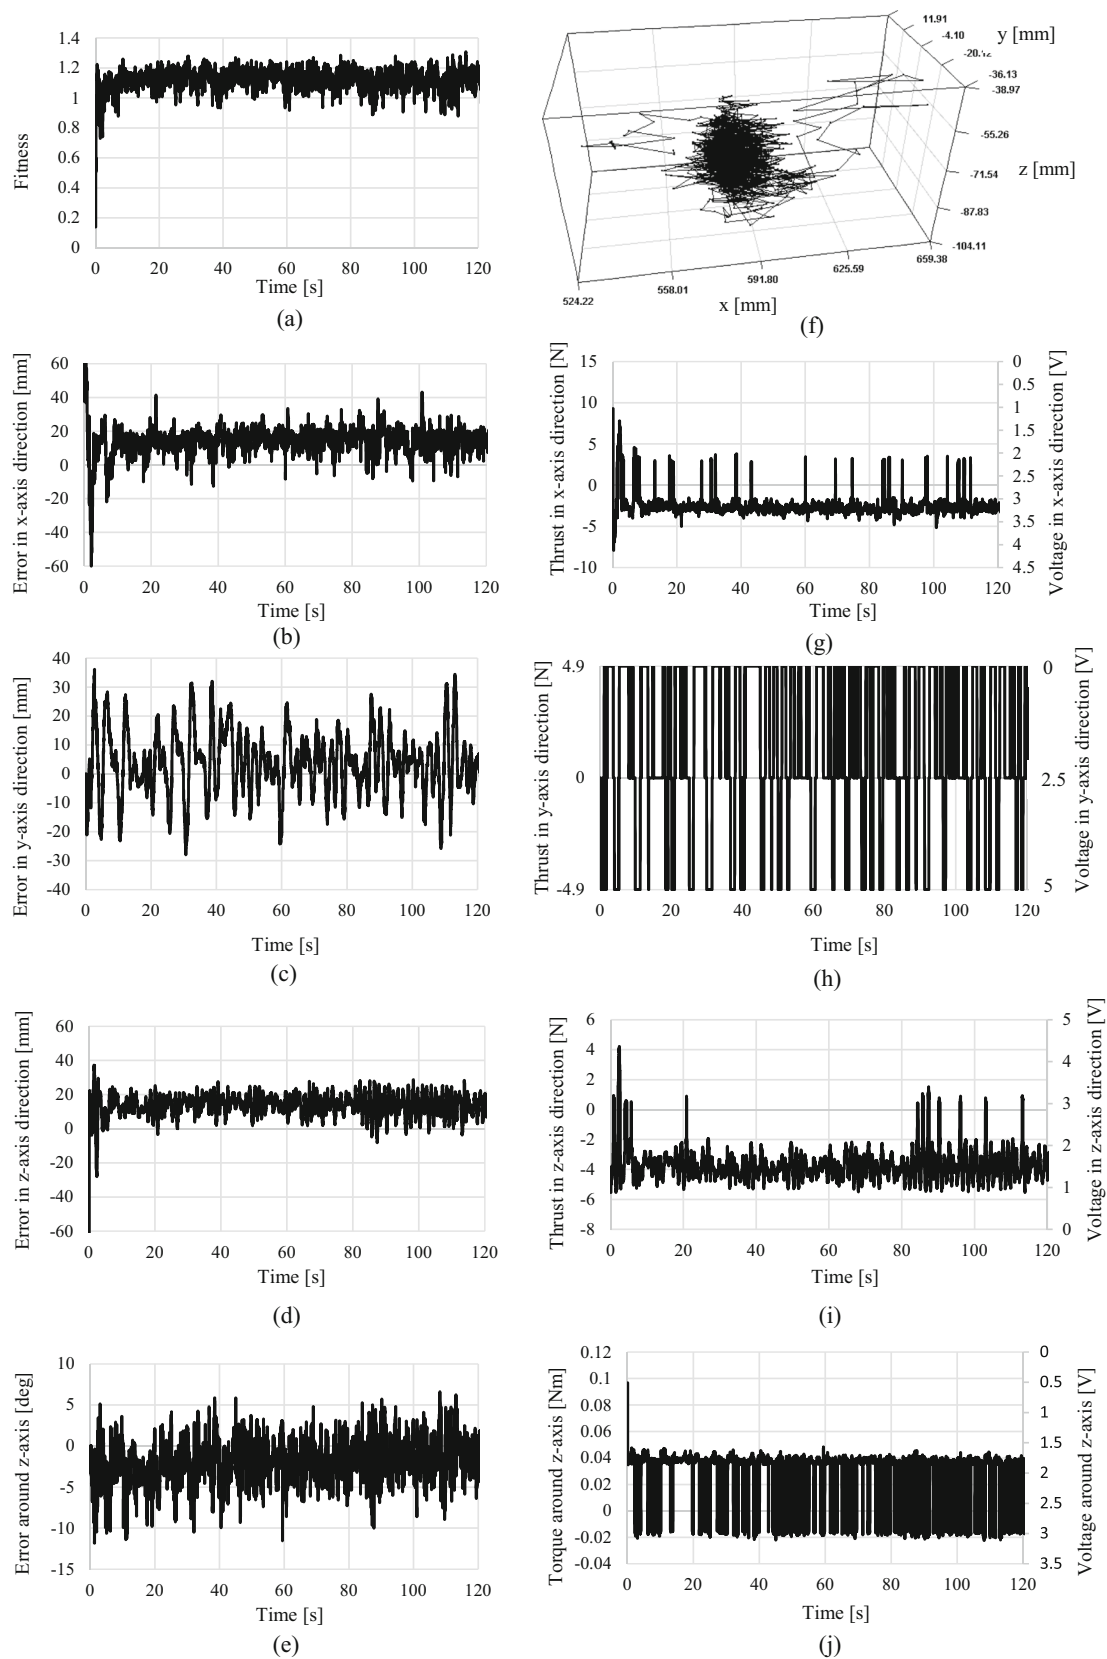 1.4
1.2
1
0.8
0.6
0.4
0.2
0
Fitness
0 20 40 60 80 100 120
Time [s]
(a)
11.91
-4.10
y [mm]
-36.13
-38.97
-55.26
z [mm]
-71.54
-87.83
-104.11
659.38
625.59
591.80
558.01
524.22
x [mm]
(f)
60
40
20
0
-20
-40
-60
Error in x-axis direction [mm]
0 20 40 60 80 100 120
Time [s]
(b)
15
10
5
0
-5
-10
Thrust in x-axis direction [N]
0
0.5
1
1.5
2
2.5
3
3.5
4
4.5
Voltage in x-axis direction [V]
0 20 40 60 80 100 120
Time [s]
(g)
40
30
20
10
0
-10
-20
-30
-40
Error in y-axis direction [mm]
0 20 40 60 80 100 120
Time [s]
(c)
4.9
0
-4.9
Thrust in y-axis direction [N]
0
2.5
5
Voltage in y-axis direction [V]
0 20 40 60 80 100 120
Time [s]
(h)
60
40
20
0
-20
-40
-60
Error in z-axis direction [mm]
0 20 40 60 80 100 120
Time [s]
(d)
6
4
2
0
-2
-4
-6
-8
Thrust in z-axis direction [N]
5
4
3
2
1
0
Voltage in z-axis direction [V]
0 20 40 60 80 100 120
Time [s]
(i)
10
5
0
-5
-10
-15
Error around z-axis [deg]
0 20 40 60 80 100 120
Time [s]
(e)
0.12
0.1
0.08
0.06
0.04
0.02
0
-0.02
-0.04
Torque around z-axis [Nm]
0
0.5
1
1.5
2
2.5
3
3.5
Voltage around z-axis [V]
0 20 40 60 80 100 120
Time [s]
(j)